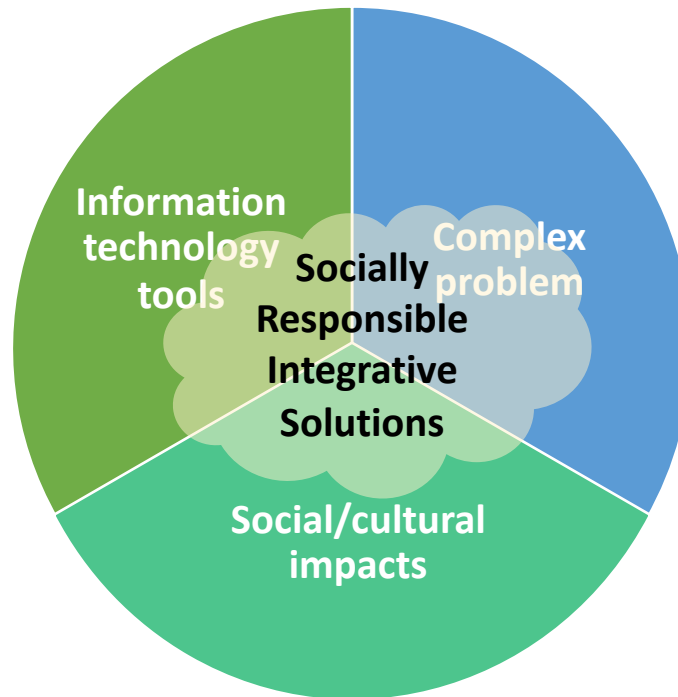 Information
technology
tools
Complex
problem
Socially
Responsible
Integrative
Solutions
Social/cultural
impacts